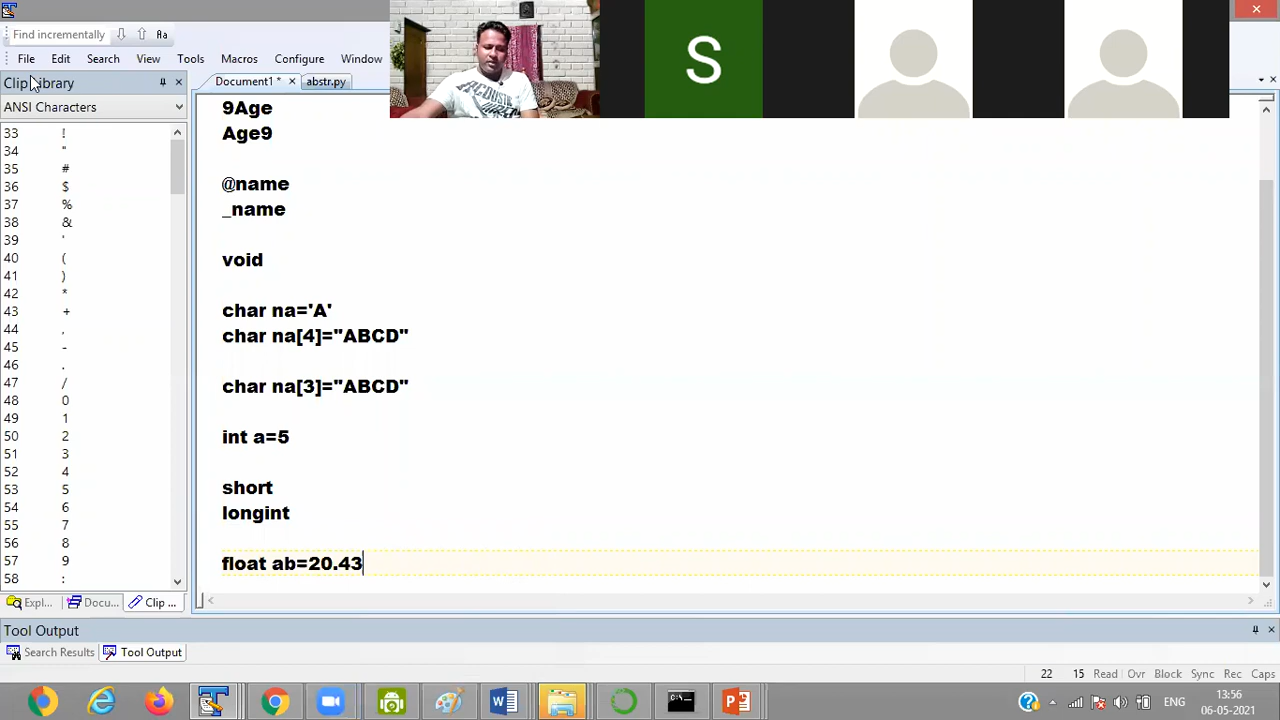 Find incrementally
Aa
File Edit Search View Tools Macros Configure Window
Clip Library
Document1 *
abstr.py
ANSI Characters
33 !
34 "
35 #
36 $
37 %
38 &
39 '
40 (
41 )
42 *
43 +
44 ,
45 -
46 .
47 /
48 0
49 1
50 2
51 3
52 4
53 5
54 6
55 7
56 8
57 9
58 :
9Age
Age9
@name
_name
void
char na='A'
char na[4]="ABCD"
char na[3]="ABCD"
int a=5
short
longint
float ab=20.43
S
Expl...
Docu...
Clip ...
Tool Output
Search Results
Tool Output
22 15 Read Ovr Block Sync Rec Caps
ENG
13:56
06-05-2021